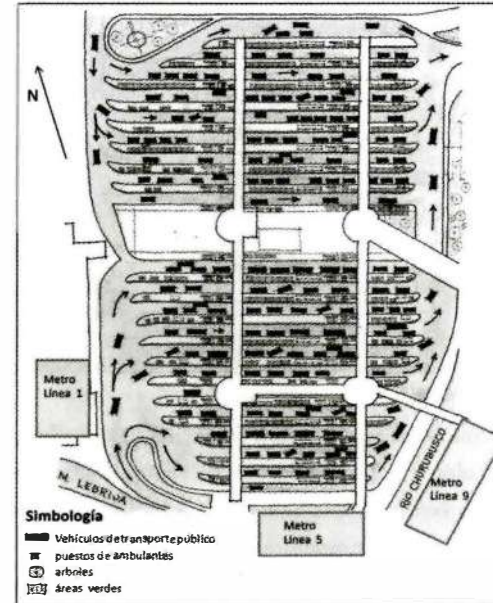 N
Metro
Línea 1
N. LEBRIJA
RIO CHURUBUSCO
Metro
Línea 9
Metro
Línea 5
Simbología
Vehículos de transporte público
puestos de ambulantes
arboles
áreas verdes